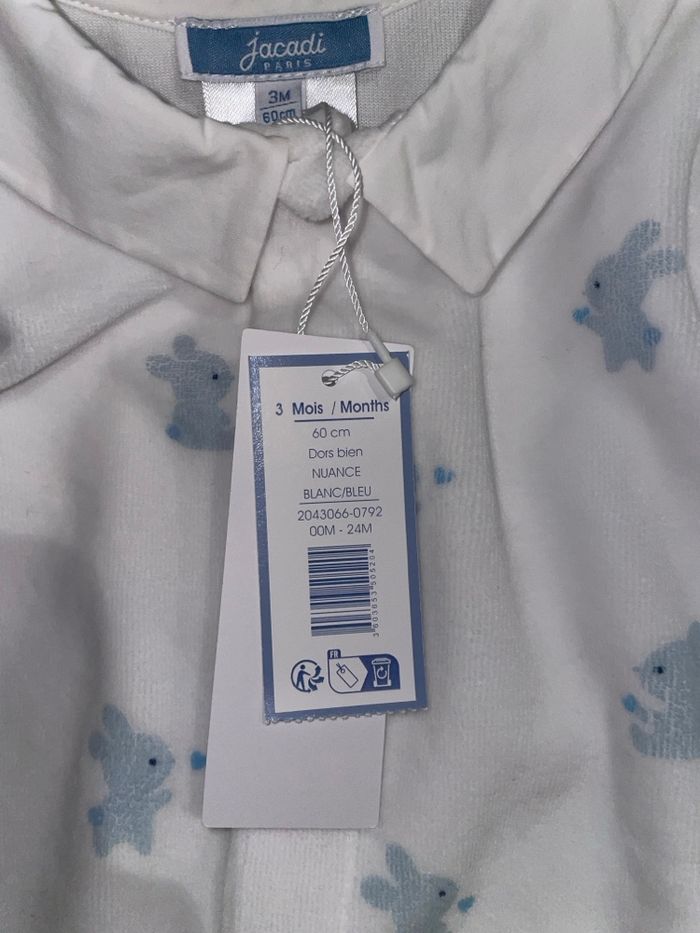 jacadi
PARIS
3M
60cm
3 Mois / Months
60 cm
Dors bien
NUANCE
BLANC/BLEU
2043066-0792
00M - 24M
3603653505204
FR